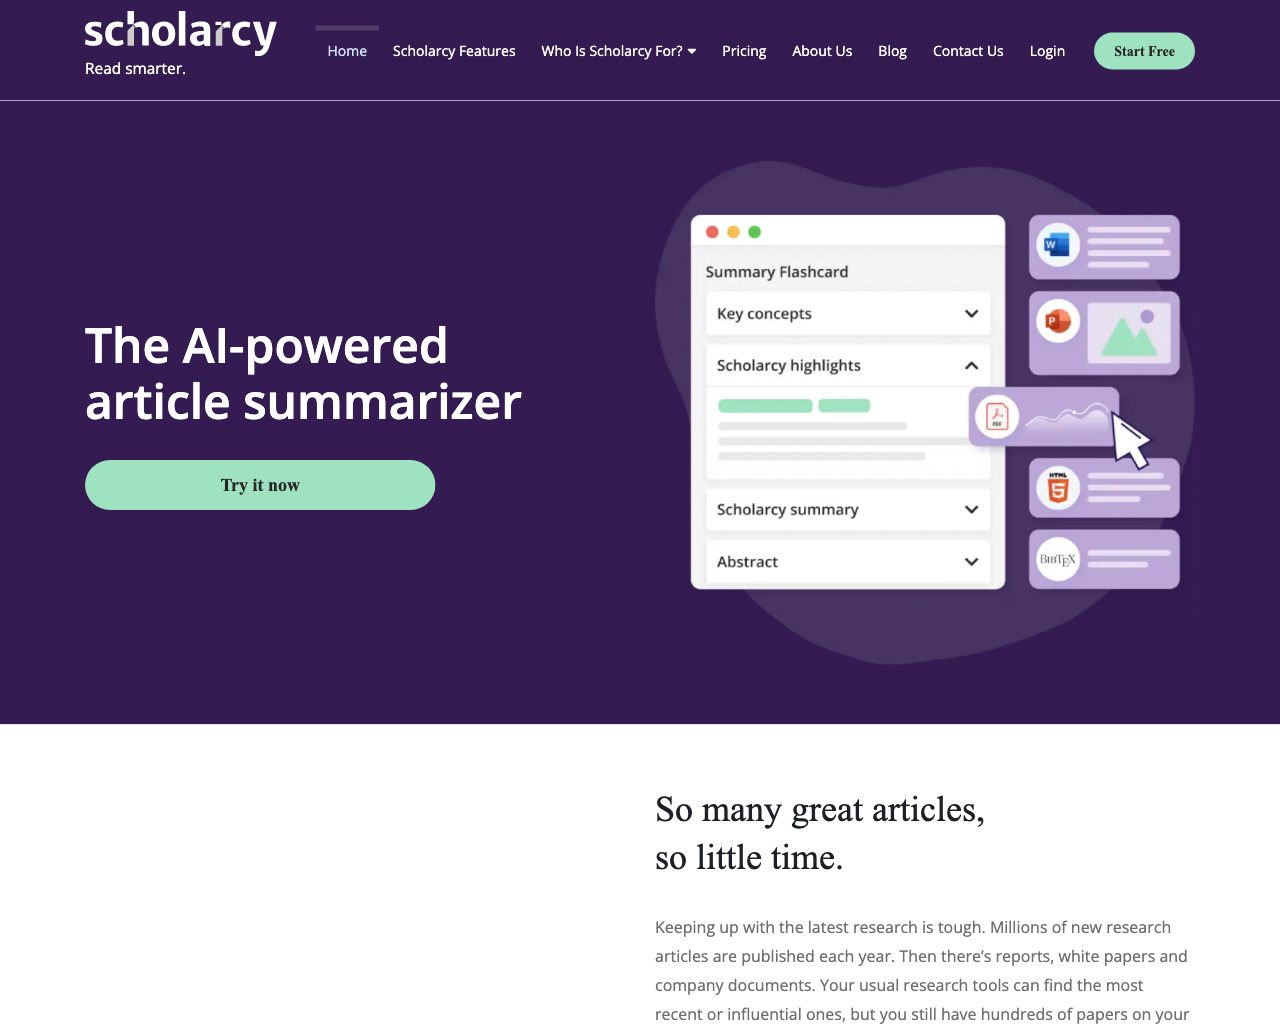 scholarcy
Read smarter.
Home
Scholarcy Features
Who Is Scholarcy For?
Pricing
About Us
Blog
Contact Us
Login
Start Free
The AI-powered
article summarizer
Try it now
Summary Flashcard
Key concepts
Scholarcy highlights
Scholarcy summary
Abstract
W
P
PDF
HTML
5
BIBTEX
So many great articles,
so little time.
Keeping up with the latest research is tough. Millions of new research
articles are published each year. Then there’s reports, white papers and
company documents. Your usual research tools can find the most
recent or influential ones, but you still have hundreds of papers on your